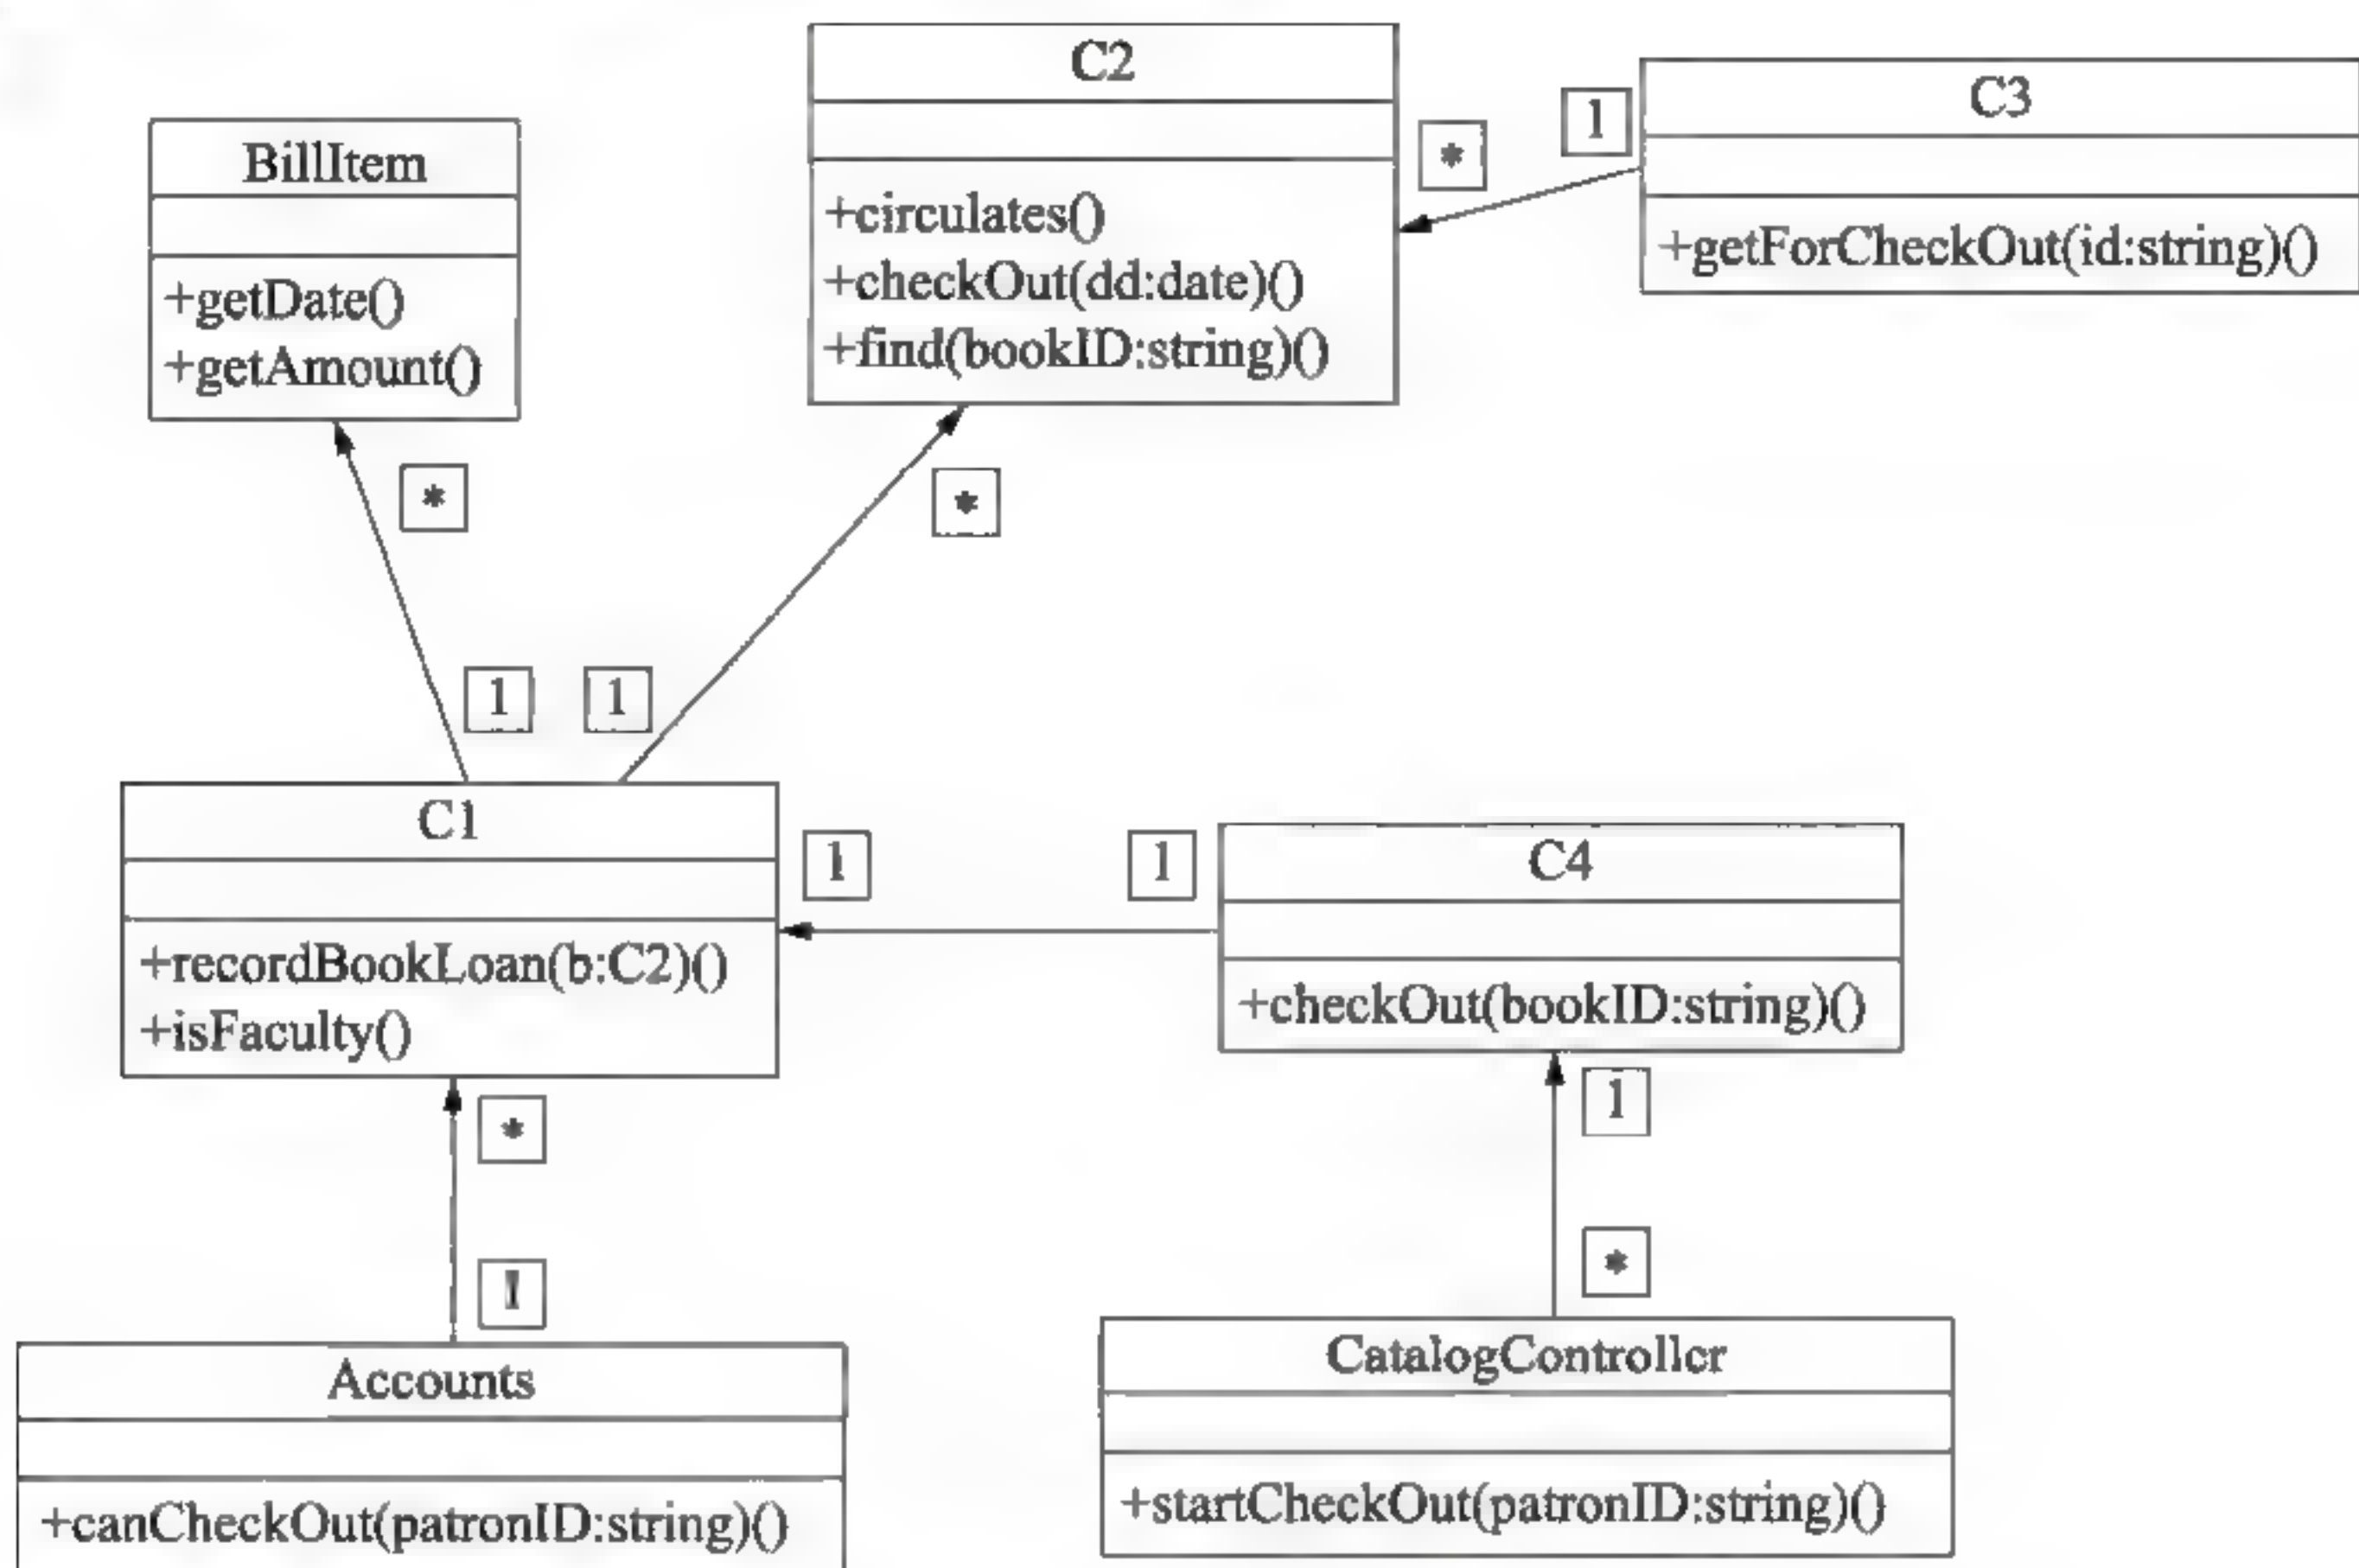 C2
+circulates()
+checkOut(dd:date)()
+find(bookID:string)()
*
1
C3
+getForCheckOut(id:string)()
BillItem
+getDate()
+getAmount()
*
*
1
1
C1
+recordBookLoan(b:C2)()
+isFaculty()
1
1
C4
+checkOut(bookID:string)()
*
1
1
*
Accounts
+canCheckOut(patronID:string)()
CatalogController
+startCheckOut(patronID:string)()